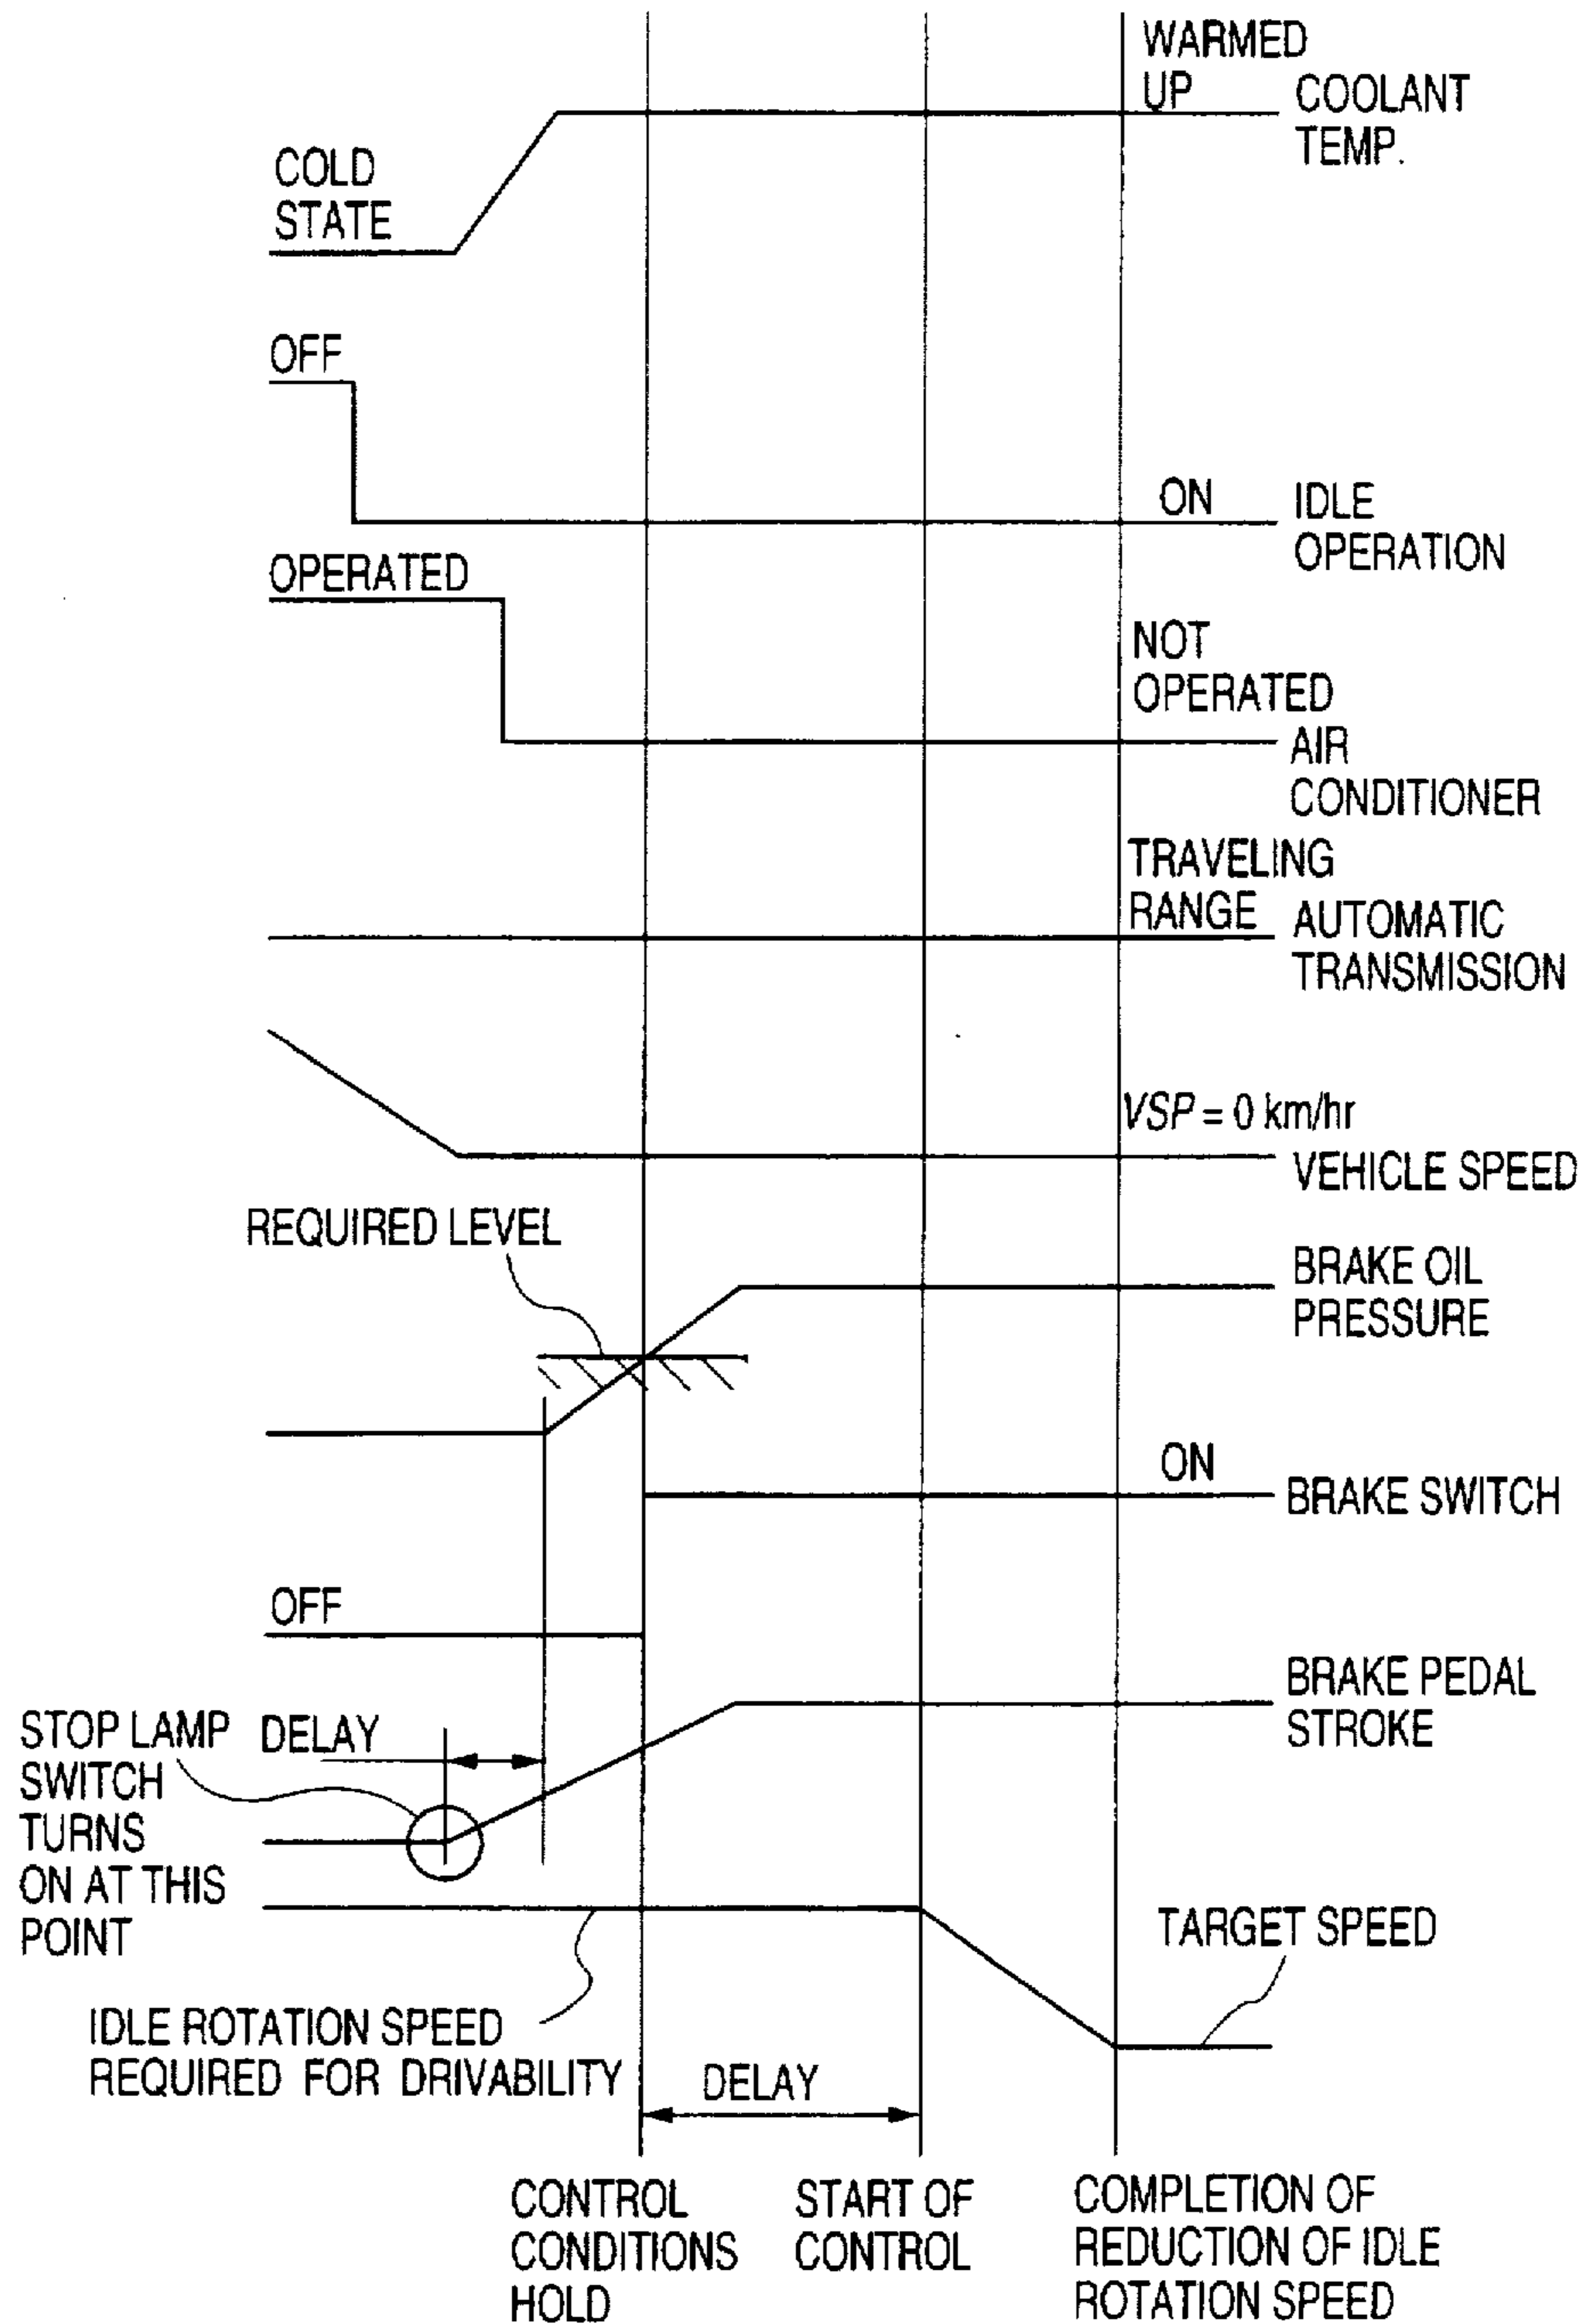 WARMED
UP
COOLANT
TEMP.
COLD
STATE
OFF
ON
IDLE
OPERATION
OPERATED
NOT
OPERATED
AIR
CONDITIONER
TRAVELING
RANGE
AUTOMATIC
TRANSMISSION
VSP = 0 km/hr
VEHICLE SPEED
REQUIRED LEVEL
BRAKE OIL
PRESSURE
ON
BRAKE SWITCH
OFF
BRAKE PEDAL
STROKE
STOP LAMP
SWITCH
TURNS
ON AT THIS
POINT
DELAY
TARGET SPEED
IDLE ROTATION SPEED
REQUIRED FOR DRIVABILITY
DELAY
CONTROL
CONDITIONS
HOLD
START OF
CONTROL
COMPLETION OF
REDUCTION OF IDLE
ROTATION SPEED